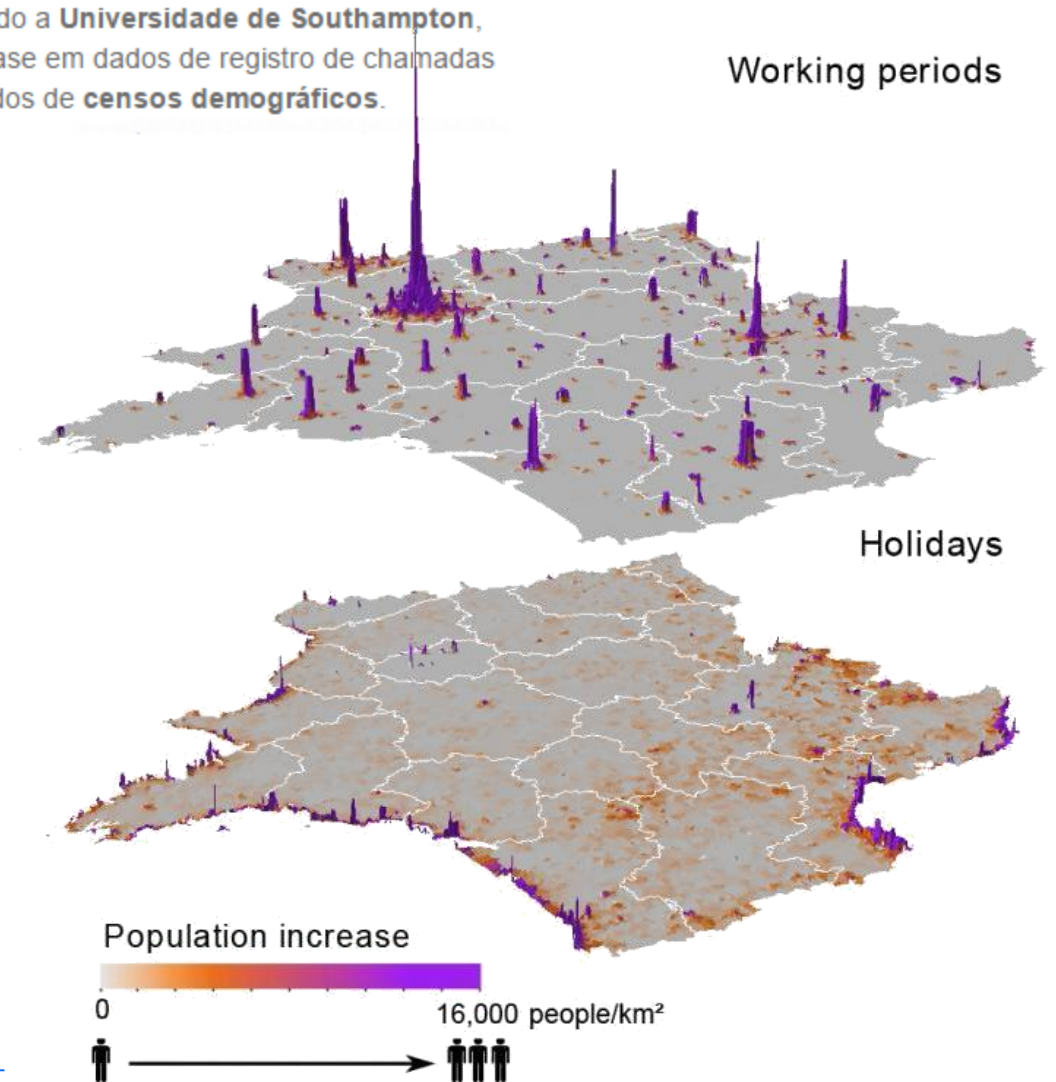 do a Universidade de Southampton,
ase em dados de registro de chamadas
dos de censos demográficos.
Working periods
Holidays
Population increase
0
16,000 people/km²